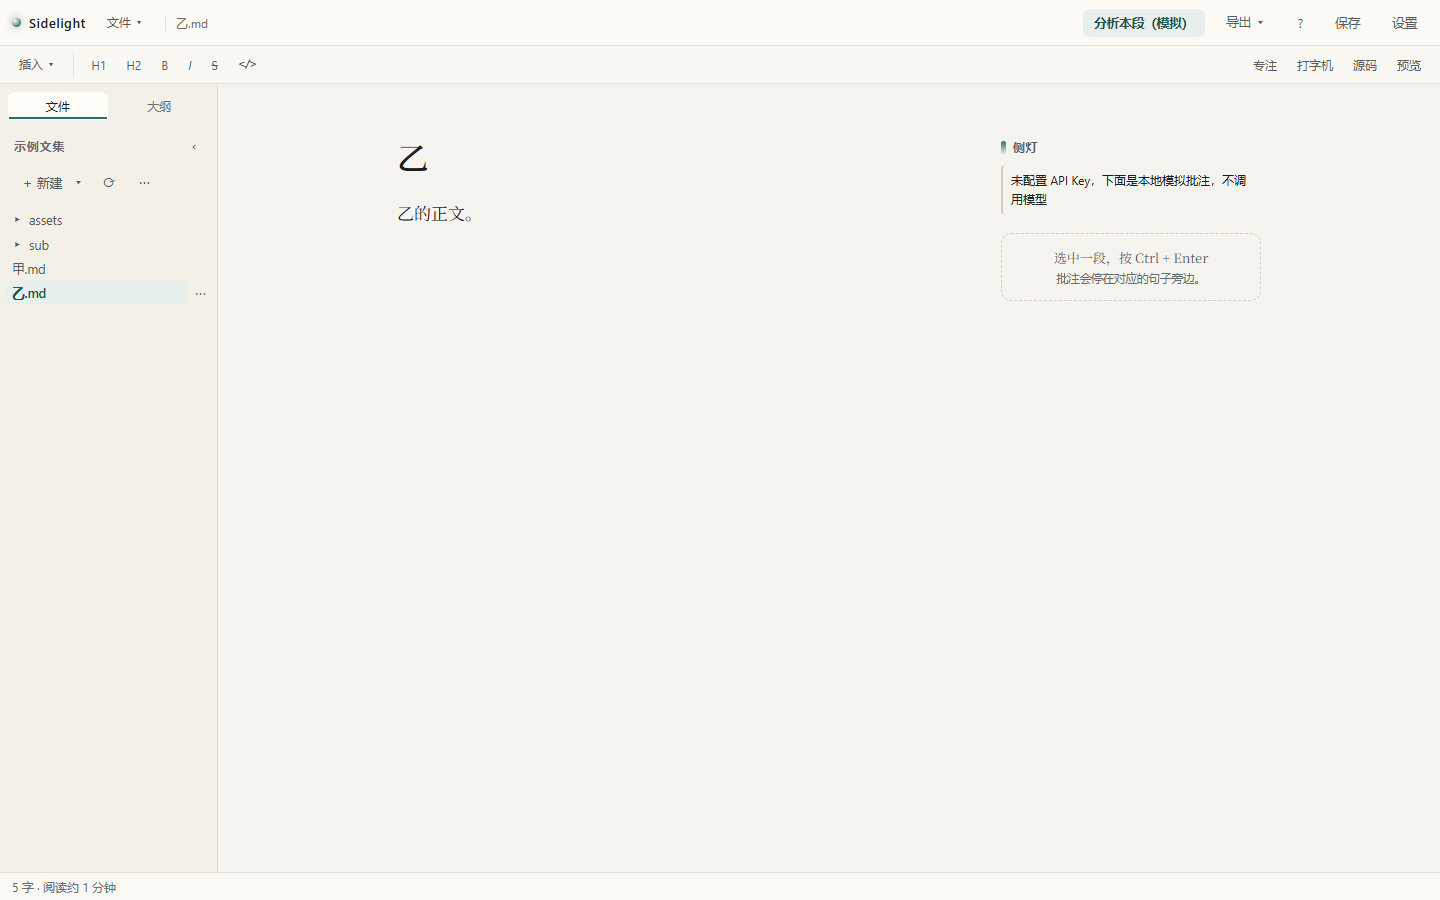 Sidelight 文件 乙.md 分析本段（模拟） 导出 ? 保存 设置
插入 H1 H2 B I S </> 专注 打字机 源码 预览
文件 大纲
示例文集
+ 新建 ...
assets
sub
甲.md
乙.md ...
乙
乙的正文。
侧灯
未配置 API Key，下面是本地模拟批注，不调
用模型
选中一段，按 Ctrl + Enter
批注会停在对应的句子旁边。
5 字 · 阅读约 1 分钟